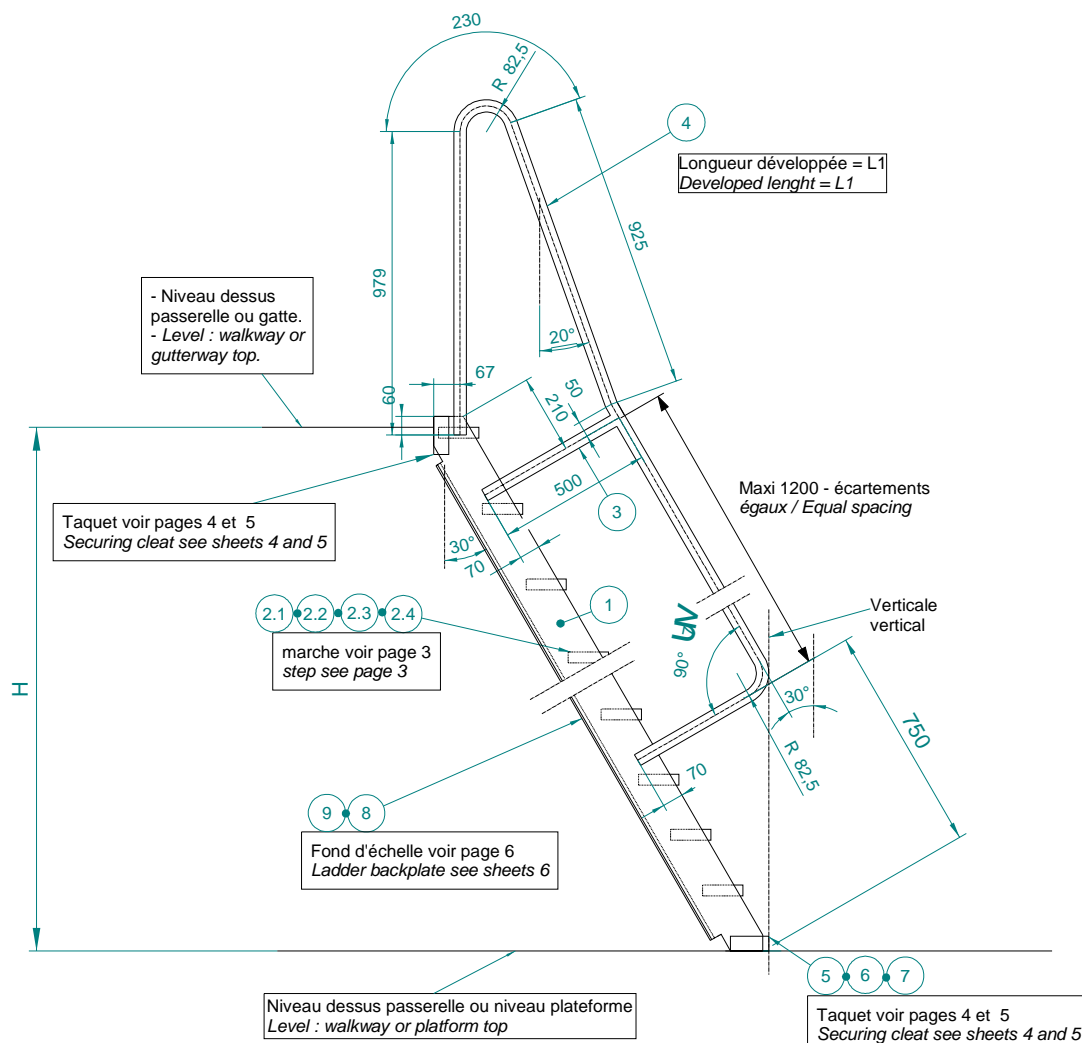 230
R 82,5
4
Longueur développée = L1
Developed lenght = L1
925
979
- Niveau dessus
passerelle ou gatte.
- Level : walkway or
gutterway top.
20°
67
60
50
210
500
3
Maxi 1200 - écartements
égaux / Equal spacing
Taquet voir pages 4 et 5
Securing cleat see sheets 4 and 5
30°
70
1
2.1
2.2
2.3
2.4
marche voir page 3
step see page 3
Verticale
vertical
90°
30°
H
750
R 82,5
70
9
8
Fond d'échelle voir page 6
Ladder backplate see sheets 6
5
6
7
Niveau dessus passerelle ou niveau plateforme
Level : walkway or platform top
Taquet voir pages 4 et 5
Securing cleat see sheets 4 and 5